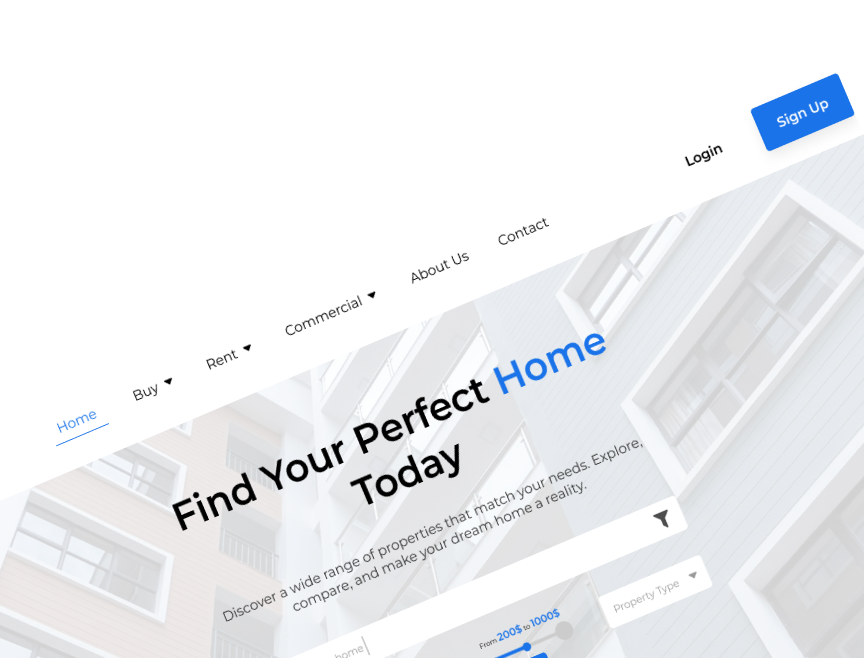 Home Buy Rent Commercial About Us Contact Login Sign Up
Find Your Perfect Home
Today
Discover a wide range of properties that match your needs. Explore,
compare, and make your dream home a reality.
home
From 200$ to 1000$
Property Type